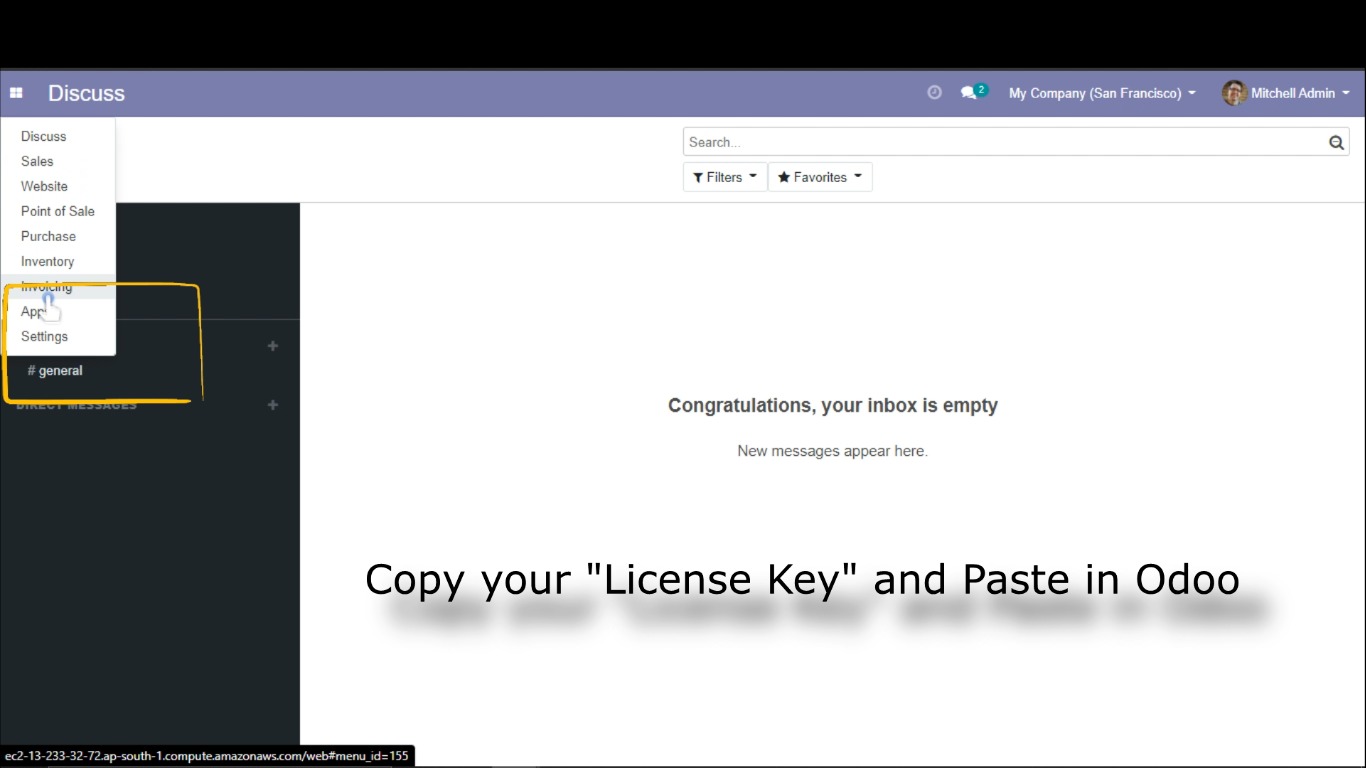 Discuss
2
My Company (San Francisco)
Mitchell Admin
Discuss
Sales
Website
Point of Sale
Purchase
Inventory
Invoicing
App
Settings
Search...
Filters
Favorites
# general
DIRECT MESSAGES
Congratulations, your inbox is empty
New messages appear here.
Copy your "License Key" and Paste in Odoo
ec2-13-233-32-72.ap-south-1.compute.amazonaws.com/web#menu_id=155